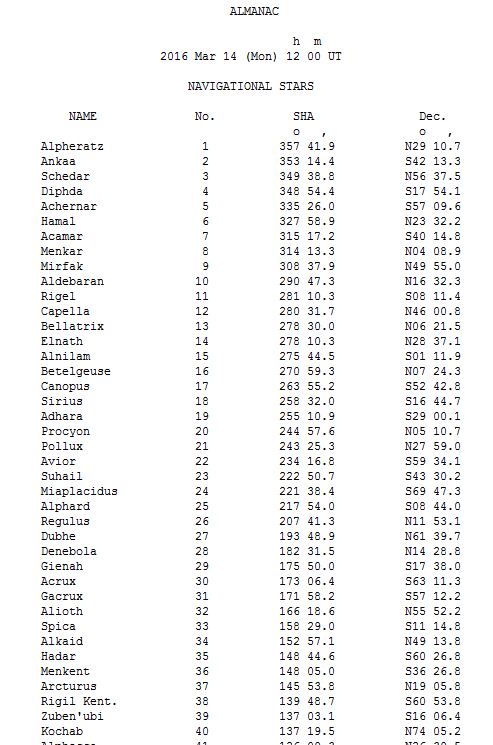 ALMANAC
h m
2016 Mar 14 (Mon) 12 00 UT
NAVIGATIONAL STARS
NAME No. SHA Dec.
o , o ,
Alpheratz 1 357 41.9 N29 10.7
Ankaa 2 353 14.4 S42 13.3
Schedar 3 349 38.8 N56 37.5
Diphda 4 348 54.4 S17 54.1
Achernar 5 335 26.0 S57 09.6
Hamal 6 327 58.9 N23 32.2
Acamar 7 315 17.2 S40 14.8
Menkar 8 314 13.3 N04 08.9
Mirfak 9 308 37.9 N49 55.0
Aldebaran 10 290 47.3 N16 32.3
Rigel 11 281 10.3 S08 11.4
Capella 12 280 31.7 N46 00.8
Bellatrix 13 278 30.0 N06 21.5
Elnath 14 278 10.3 N28 37.1
Alnilam 15 275 44.5 S01 11.9
Betelgeuse 16 270 59.3 N07 24.3
Canopus 17 263 55.2 S52 42.8
Sirius 18 258 32.0 S16 44.7
Adhara 19 255 10.9 S29 00.1
Procyon 20 244 57.6 N05 10.7
Pollux 21 243 25.3 N27 59.0
Avior 22 234 16.8 S59 34.1
Suhail 23 222 50.7 S43 30.2
Miaplacidus 24 221 38.4 S69 47.3
Alphard 25 217 54.0 S08 44.0
Regulus 26 207 41.3 N11 53.1
Dubhe 27 193 48.9 N61 39.7
Denebola 28 182 31.5 N14 28.8
Gienah 29 175 50.0 S17 38.0
Acrux 30 173 06.4 S63 11.3
Gacrux 31 171 58.2 S57 12.2
Alioth 32 166 18.6 N55 52.2
Spica 33 158 29.0 S11 14.8
Alkaid 34 152 57.1 N49 13.8
Hadar 35 148 44.6 S60 26.8
Menkent 36 148 05.0 S36 26.8
Arcturus 37 145 53.8 N19 05.8
Rigil Kent. 38 139 48.7 S60 53.8
Zuben'ubi 39 137 03.1 S16 06.4
Kochab 40 137 19.5 N74 05.2